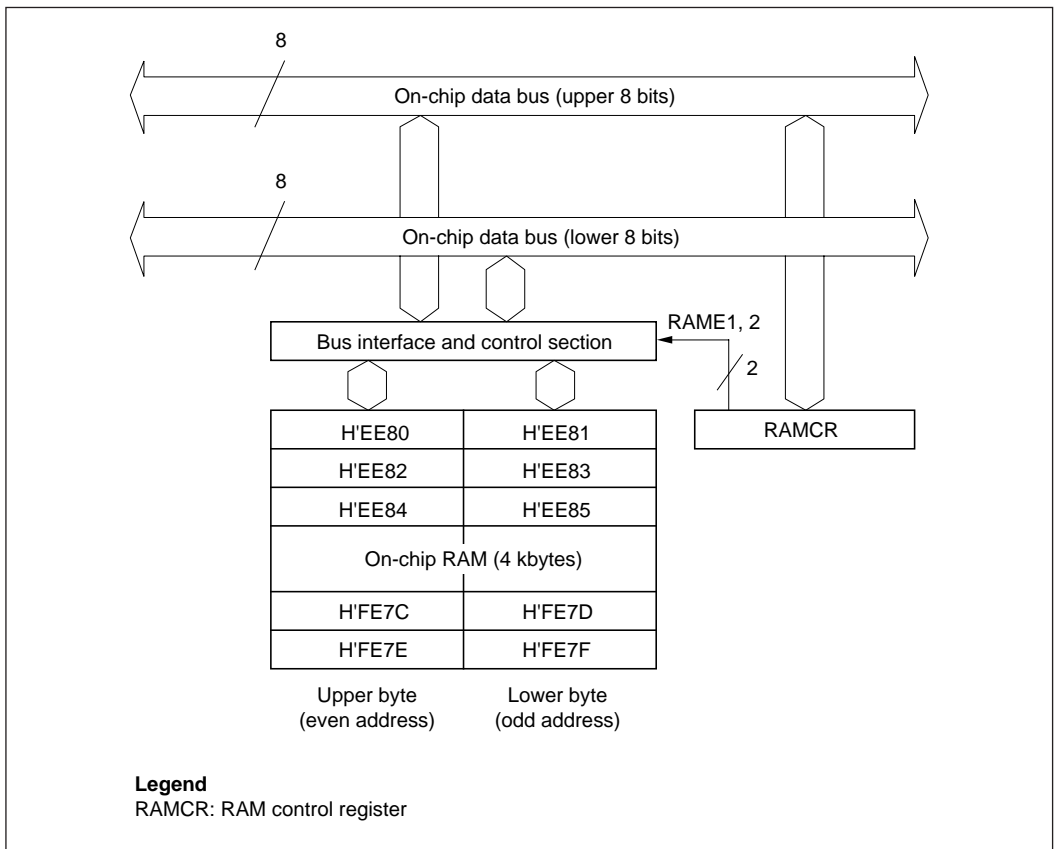 8
On-chip data bus (upper 8 bits)
8
On-chip data bus (lower 8 bits)
RAME1, 2
Bus interface and control section
2
H'EE80 H'EE81 RAMCR
H'EE82 H'EE83
H'EE84 H'EE85
On-chip RAM (4 kbytes)
H'FE7C H'FE7D
H'FE7E H'FE7F
Upper byte Lower byte
(even address) (odd address)
Legend
RAMCR: RAM control register